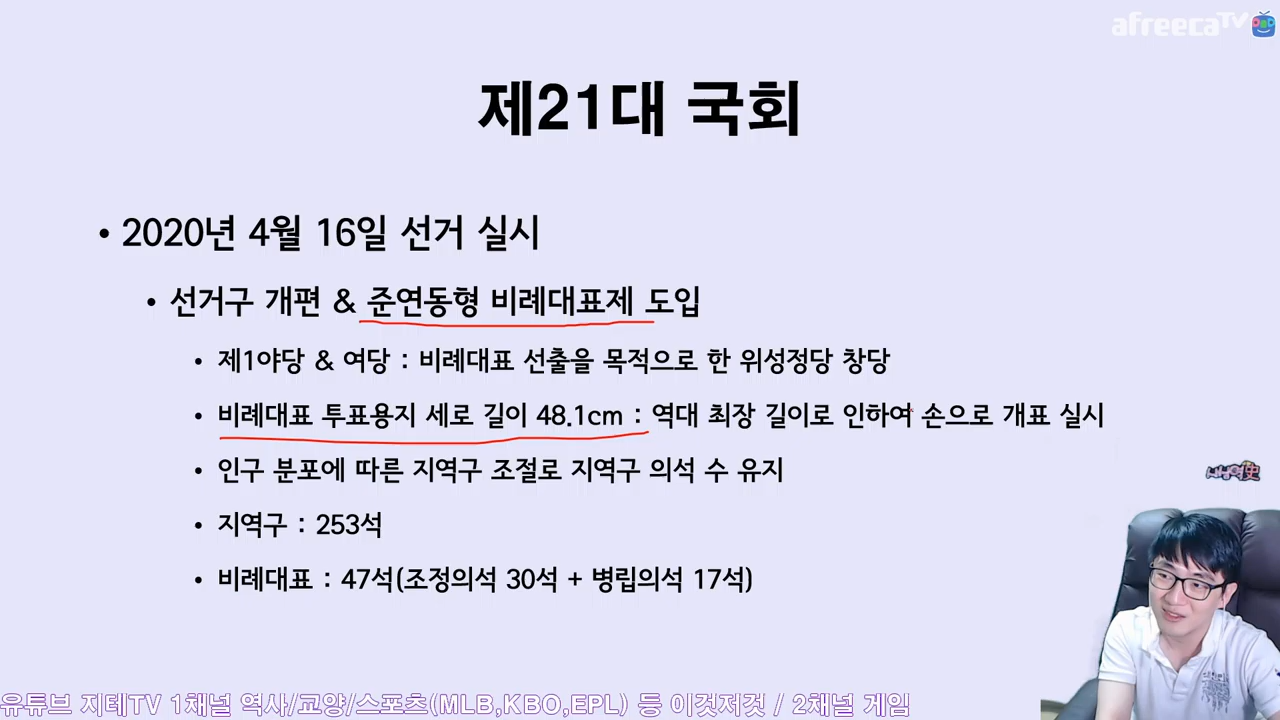 afreecaTV
제21대 국회
• 2020년 4월 16일 선거 실시
• 선거구 개편 & 준연동형 비례대표제 도입
• 제1야당 & 여당 : 비례대표 선출을 목적으로 한 위성정당 창당
• 비례대표 투표용지 세로 길이 48.1cm : 역대 최장 길이로 인하여 손으로 개표 실시
• 인구 분포에 따른 지역구 조절로 지역구 의석 수 유지
• 지역구 : 253석
• 비례대표 : 47석(조정의석 30석 + 병립의석 17석)
유튜브 지테TV 1채널 역사/교양/스포츠(MLB,KBO,EPL) 등 이것저것 / 2채널 게임